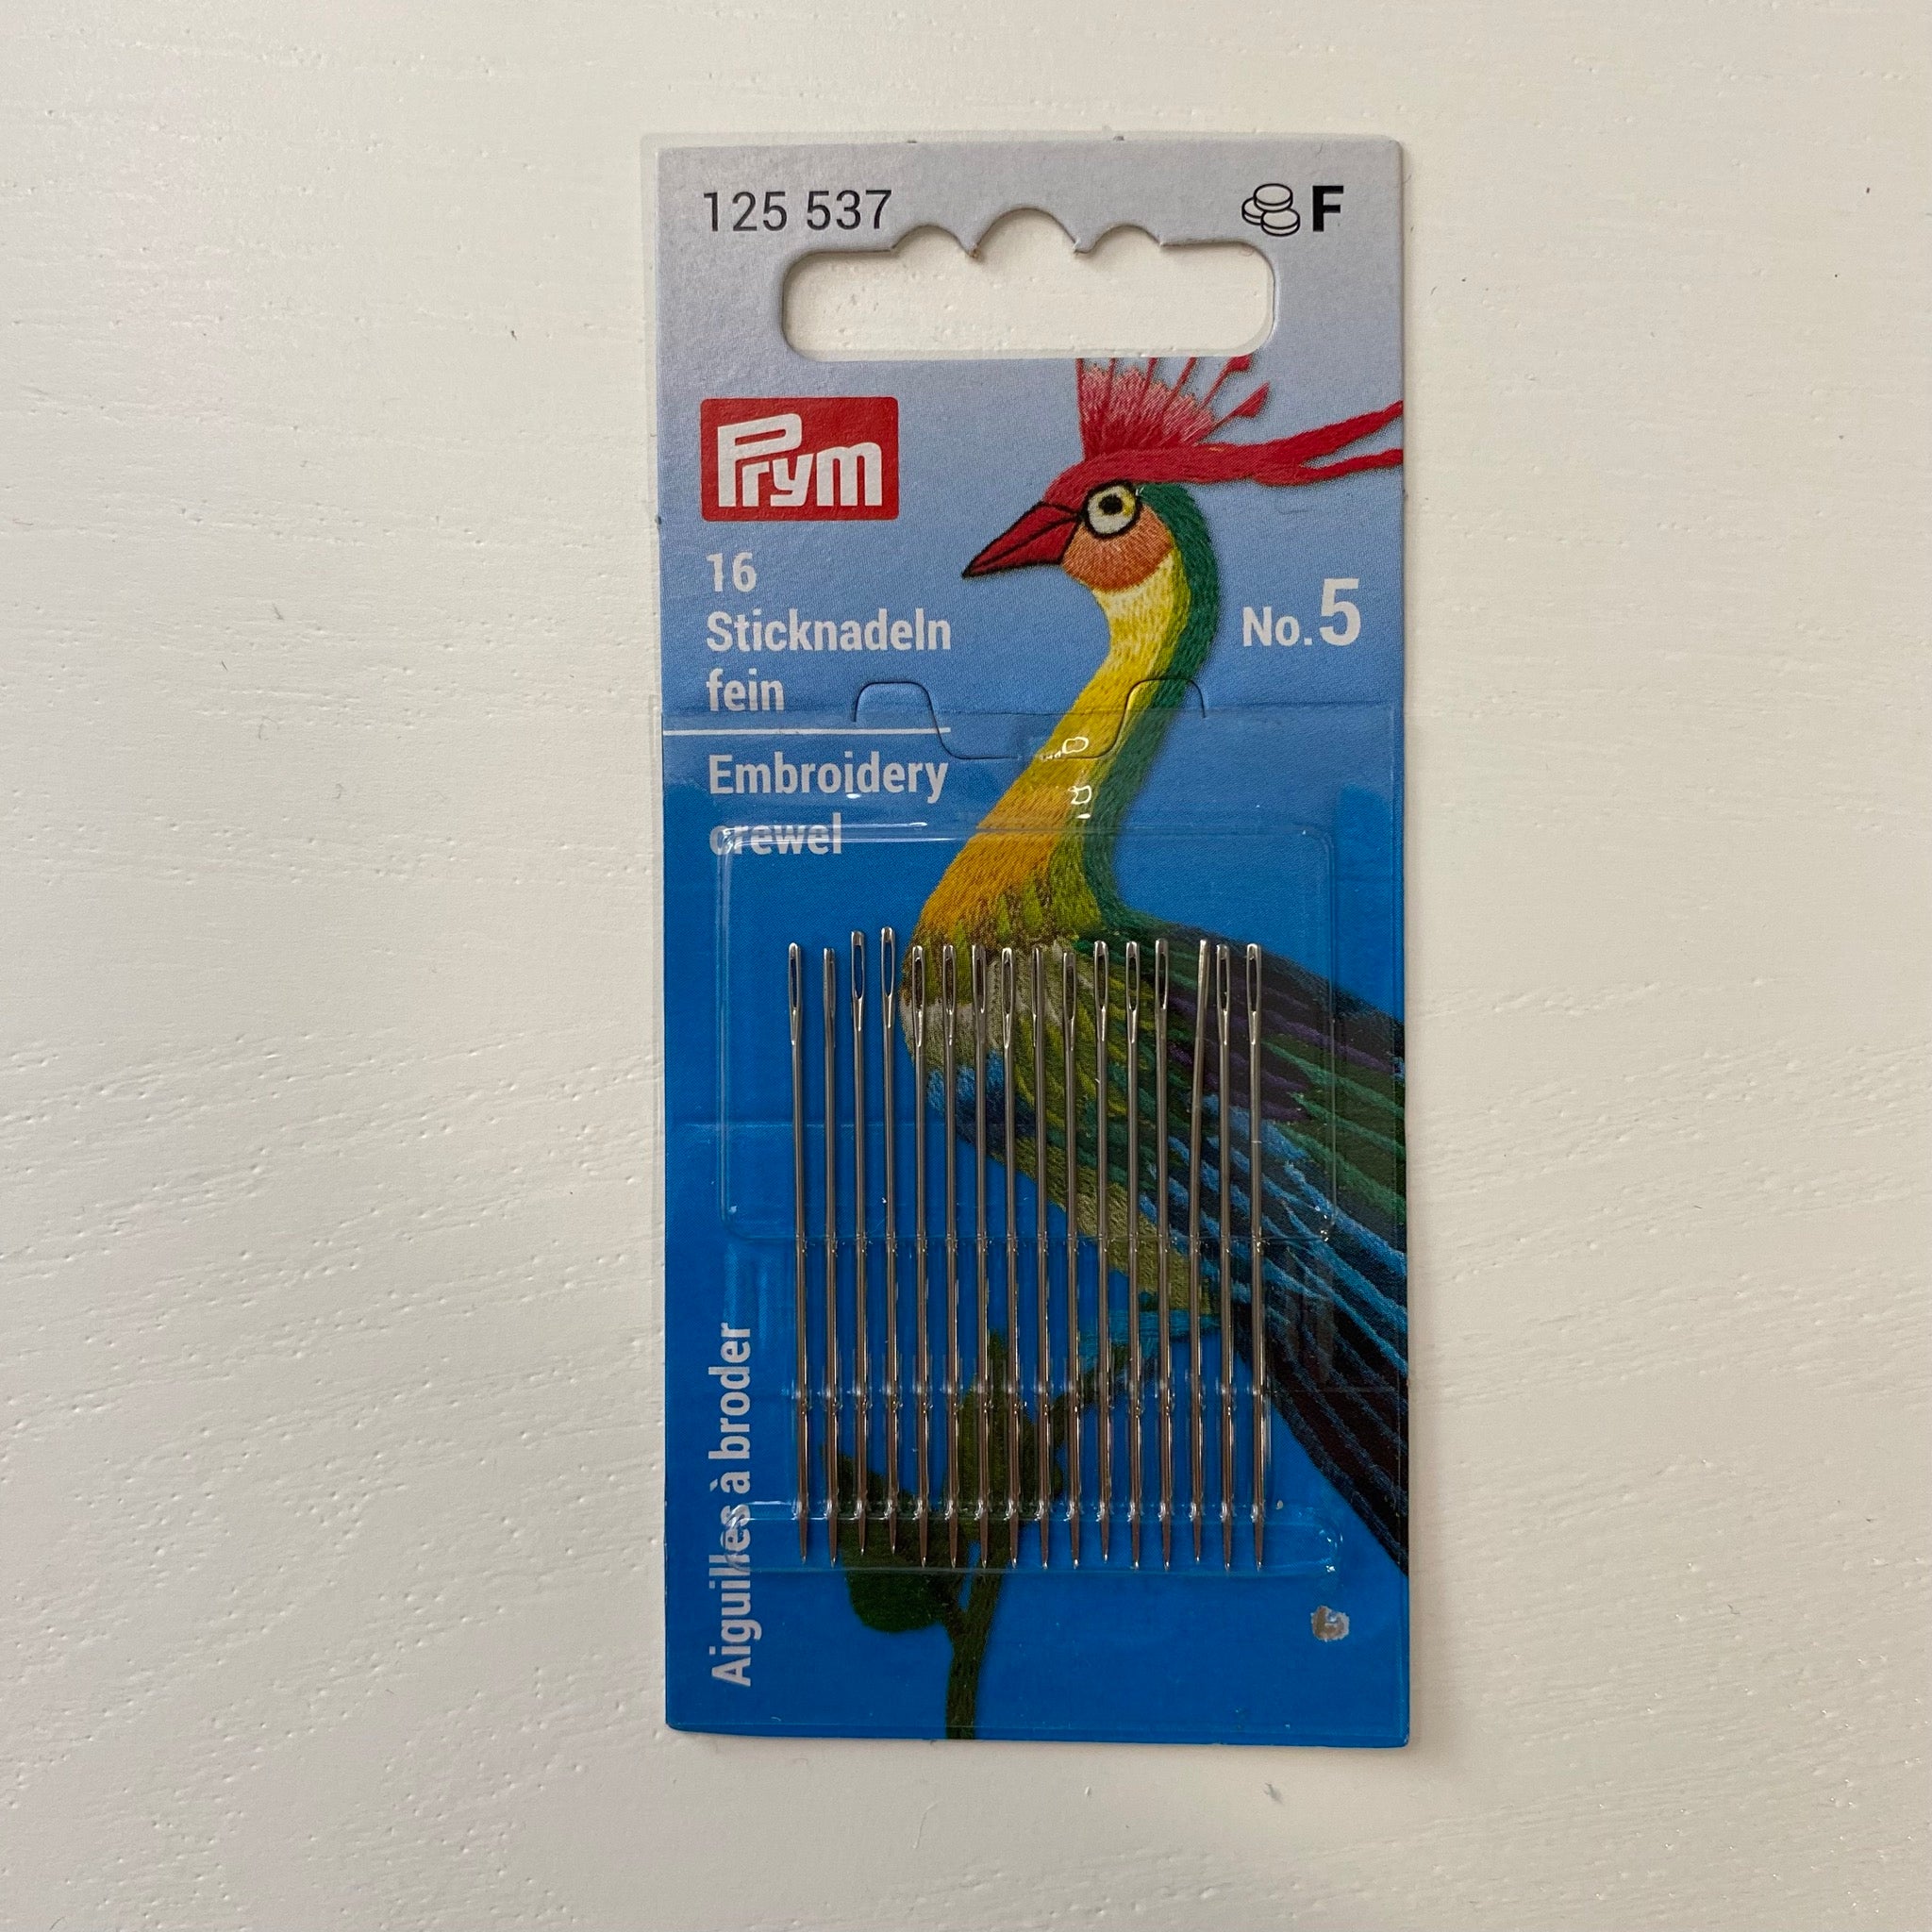 125 537
F
Prym
16
Sticknadeln
fein
No.5
Embroidery
crewel
Aiguilles à broder